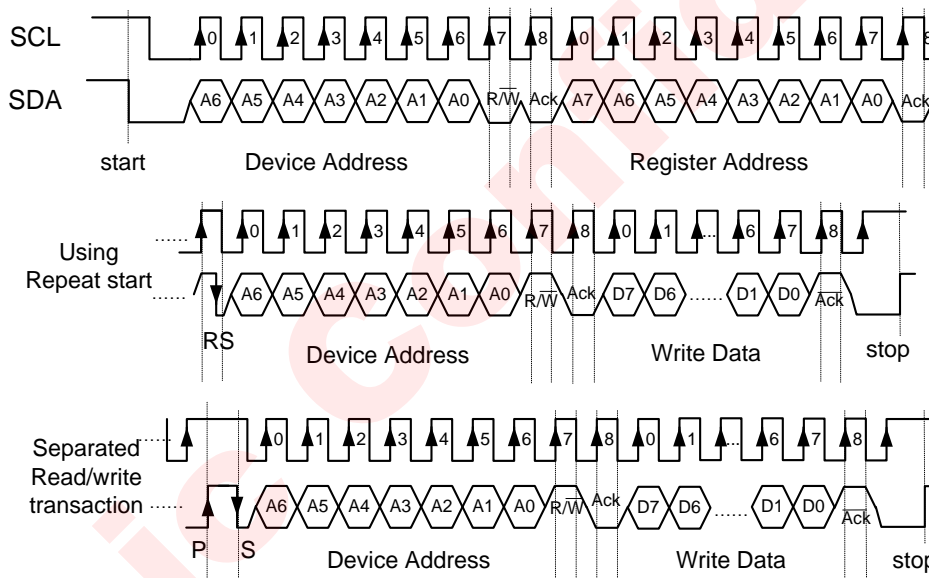 SCL 0 1 2 3 4 5 6 7 8 0 1 2 3 4 5 6 7 8
SDA A6 A5 A4 A3 A2 A1 A0 R/W̅ Ack A7 A6 A5 A4 A3 A2 A1 A0 Ack
start Device Address Register Address
Using Repeat start ...... 0 1 2 3 4 5 6 7 8 0 1 ... 6 7 8
...... A6 A5 A4 A3 A2 A1 A0 R/W̅ Ack D7 D6 ...... D1 D0 A̅c̅k̅
RS Device Address Write Data stop
Separated Read/write transaction ...... 0 1 2 3 4 5 6 7 8 0 1 ... 6 7 8
...... A6 A5 A4 A3 A2 A1 A0 R/W̅ Ack D7 D6 ...... D1 D0 A̅c̅k̅
P S Device Address Write Data stop
ic confid